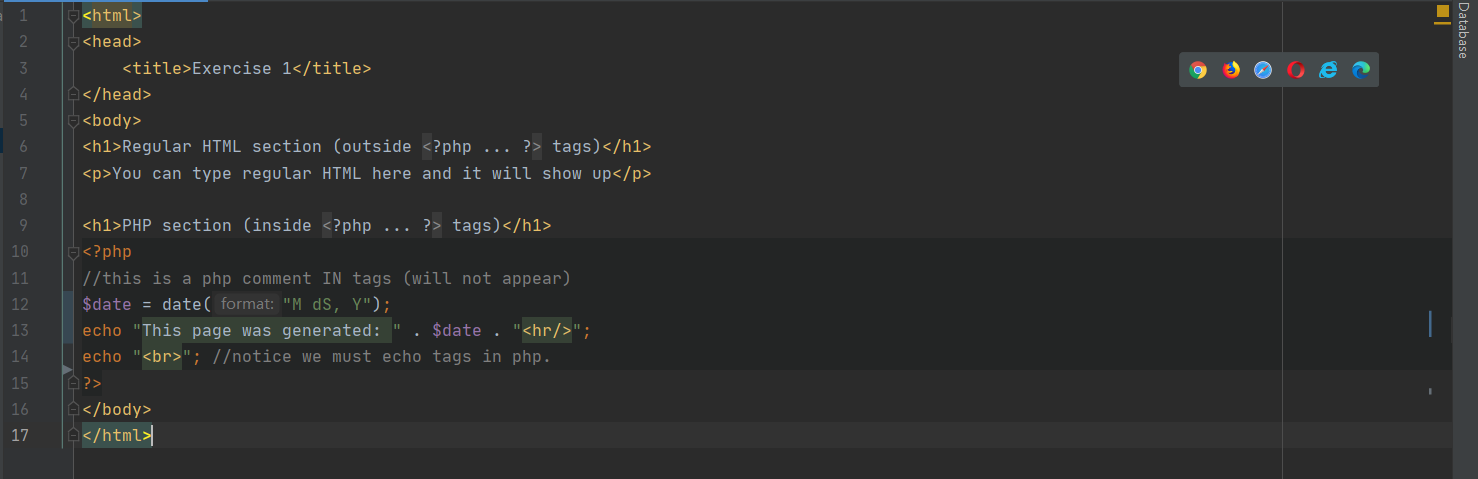 1 <html>
2 <head>
3     <title>Exercise 1</title>
4 </head>
5 <body>
6 <h1>Regular HTML section (outside <?php ... ?> tags)</h1>
7 <p>You can type regular HTML here and it will show up</p>
8
9 <h1>PHP section (inside <?php ... ?> tags)</h1>
10 <?php
11 //this is a php comment IN tags (will not appear)
12 $date = date( format: "M dS, Y");
13 echo "This page was generated: " . $date . "<hr/>";
14 echo "<br>"; //notice we must echo tags in php.
15 ?>
16 </body>
17 </html>
Database